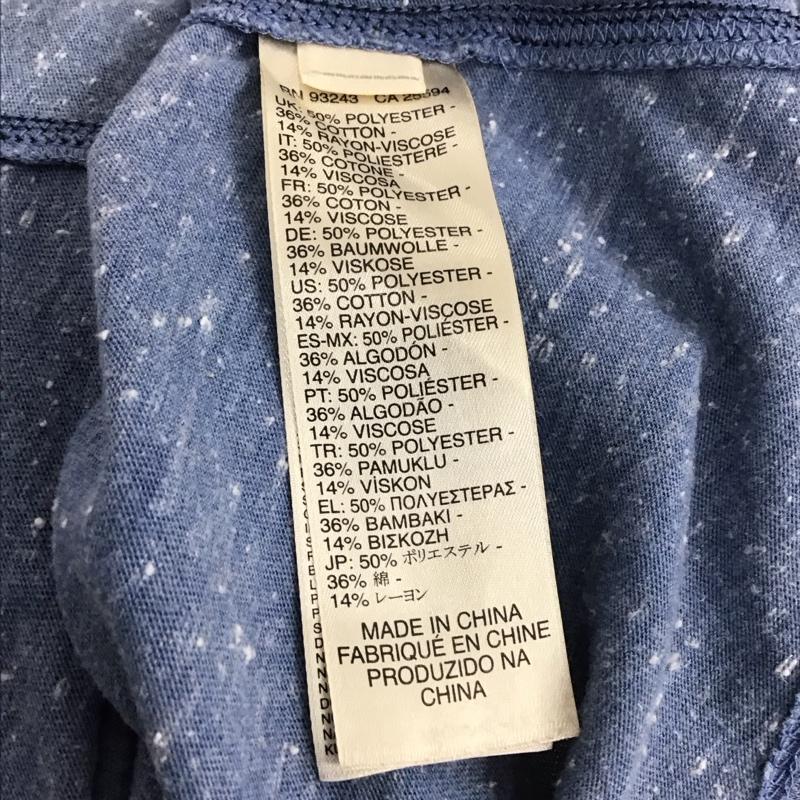 RN 93243 CA 25594
UK: 50% POLYESTER -
36% COTTON -
14% RAYON-VISCOSE
IT: 50% POLIESTERE -
36% COTONE -
14% VISCOSA
FR: 50% POLYESTER -
36% COTON -
14% VISCOSE
DE: 50% POLYESTER -
36% BAUMWOLLE -
14% VISKOSE
US: 50% POLYESTER -
36% COTTON -
14% RAYON-VISCOSE
ES-MX: 50% POLIÉSTER -
36% ALGODÓN -
14% VISCOSA
PT: 50% POLIÉSTER -
36% ALGODÃO -
14% VISCOSE
TR: 50% POLYESTER -
36% PAMUKLU -
14% VİSKON
EL: 50% ΠΟΛΥΕΣΤΕΡΑΣ -
36% ΒΑΜΒΑΚΙ -
14% ΒΙΣΚΟΖΗ
JP: 50% ポリエステル -
36% 綿 -
14% レーヨン
MADE IN CHINA
FABRIQUÉ EN CHINE
PRODUZIDO NA
CHINA